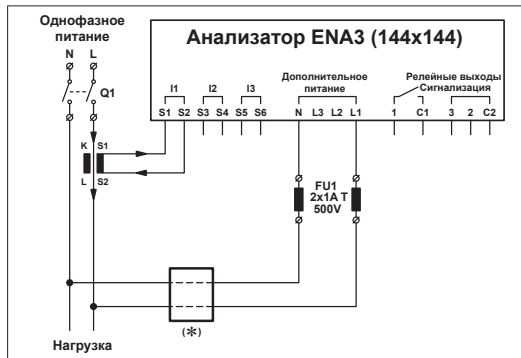 Однофазное
питание
N L
Q1
Анализатор ENA3 (144x144)
I1 I2 I3
Дополнительное
питание
Релейные выходы
Сигнализация
S1 S2 S3 S4 S5 S6 N L3 L2 L1 1 C1 3 2 C2
K S1
L S2
FU1
2x1A T
500V
(*)
Нагрузка